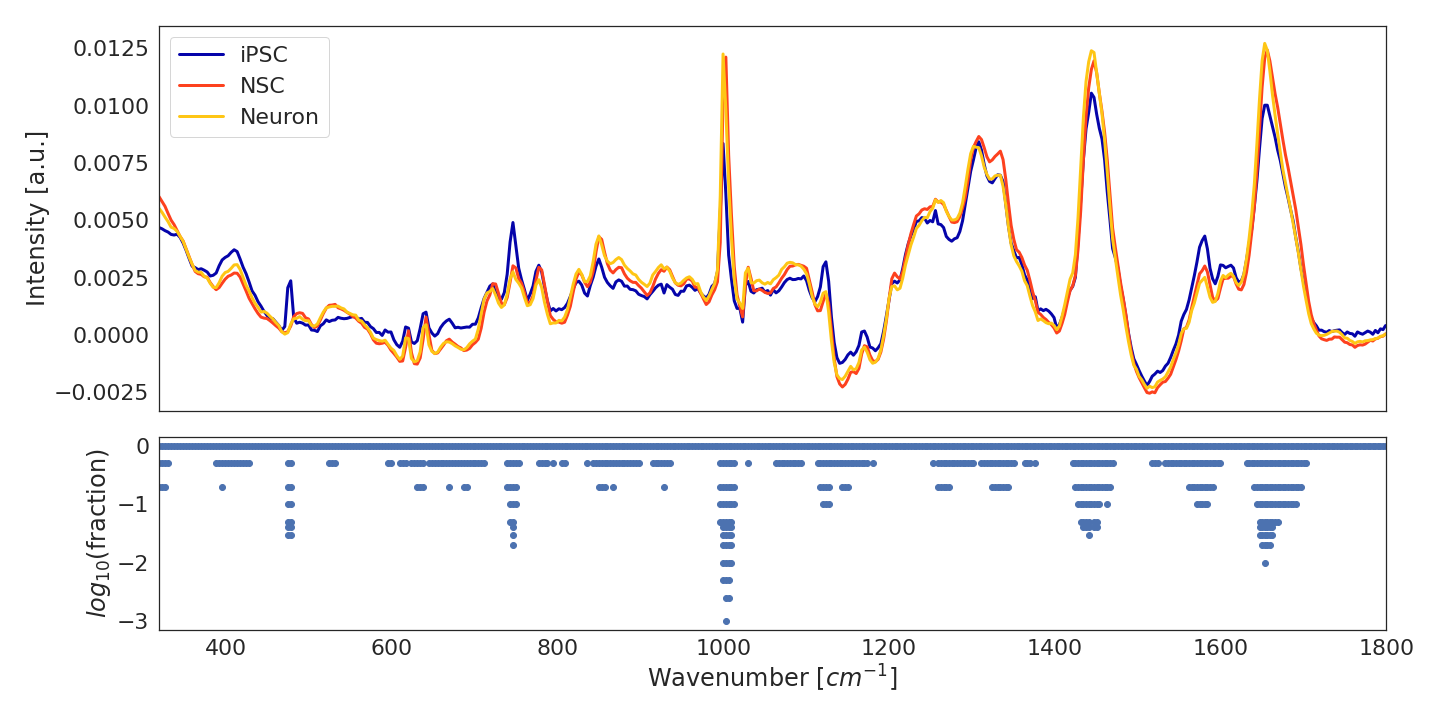 0.0125
0.0100
0.0075
0.0050
0.0025
0.0000
−0.0025
Intensity [a.u.]
iPSC
NSC
Neuron
0
−1
−2
−3
log10(fraction)
400 600 800 1000 1200 1400 1600 1800
Wavenumber [cm−1]